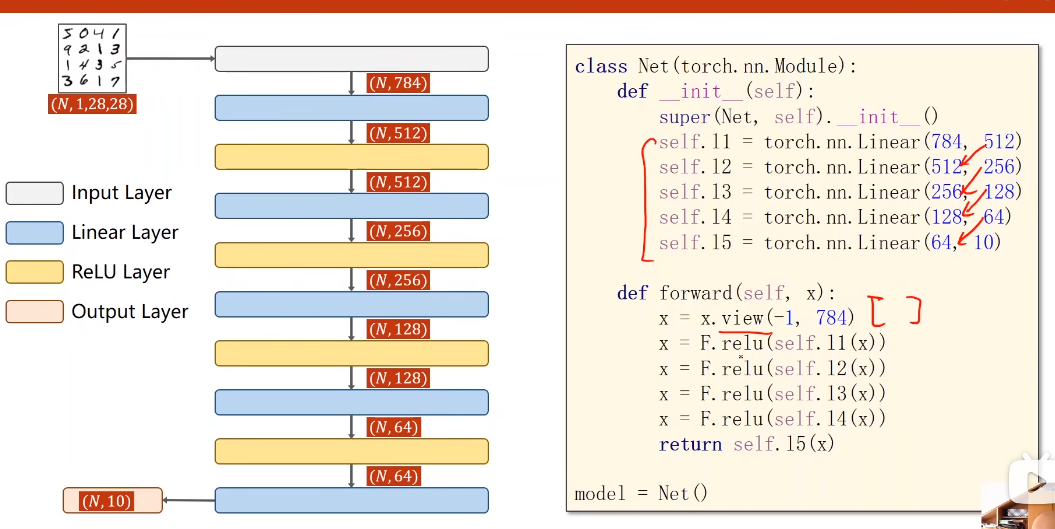 5 0 4 1
9 2 1 3
1 4 3 5
3 6 1 7
(N,1,28,28)
(N,784)
(N,512)
(N,512)
(N,256)
(N,256)
(N,128)
(N,128)
(N,64)
(N,64)
(N,10)
Input Layer
Linear Layer
ReLU Layer
Output Layer
class Net(torch.nn.Module):
def __init__(self):
super(Net, self).__init__()
self.l1 = torch.nn.Linear(784, 512)
self.l2 = torch.nn.Linear(512, 256)
self.l3 = torch.nn.Linear(256, 128)
self.l4 = torch.nn.Linear(128, 64)
self.l5 = torch.nn.Linear(64, 10)
def forward(self, x):
x = x.view(-1, 784) [ ]
x = F.relu(self.l1(x))
x = F.relu(self.l2(x))
x = F.relu(self.l3(x))
x = F.relu(self.l4(x))
return self.l5(x)
model = Net()